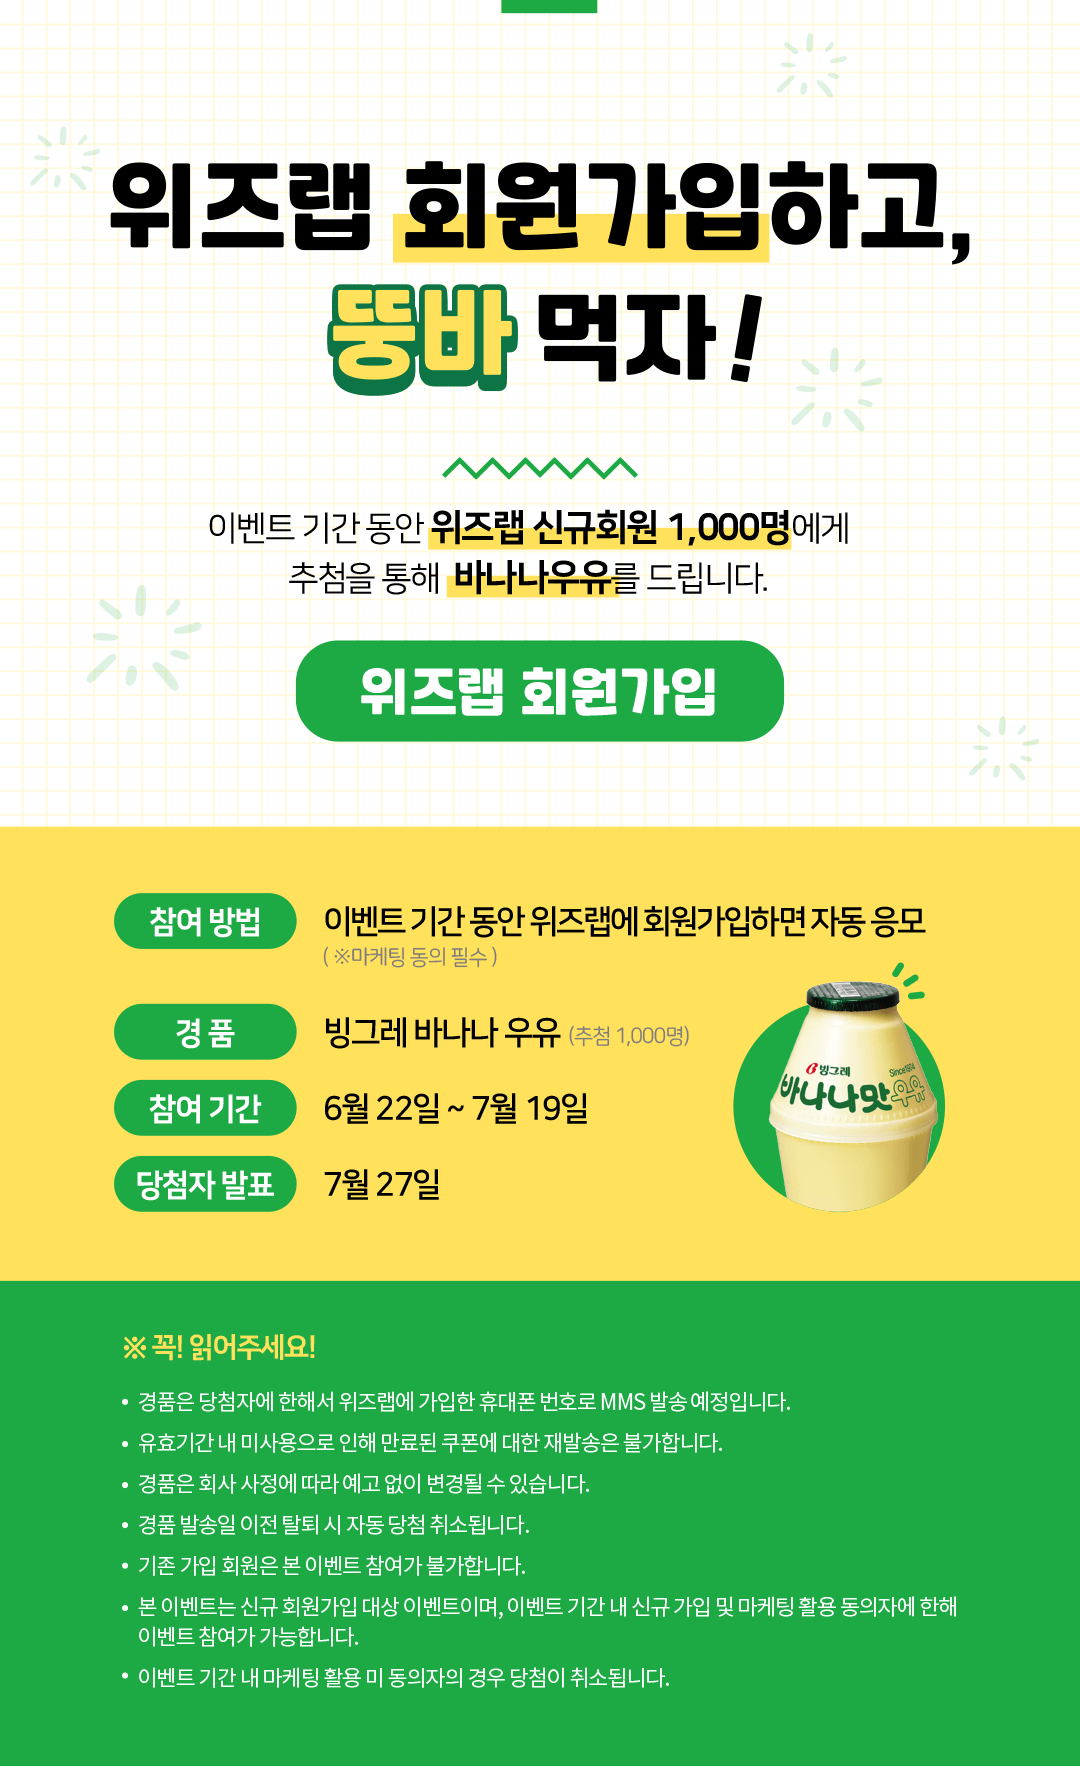 위즈랩 회원가입하고,
뚱바 먹자!
이벤트 기간 동안 위즈랩 신규회원 1,000명에게
추첨을 통해 바나나우유를 드립니다.
위즈랩 회원가입
참여 방법 이벤트 기간 동안 위즈랩에 회원가입하면 자동 응모
( ※마케팅 동의 필수 )
경 품 빙그레 바나나 우유 (추첨 1,000명)
참여 기간 6월 22일 ~ 7월 19일
당첨자 발표 7월 27일
빙그레
Since1974
바나나맛우유
※ 꼭! 읽어주세요!
• 경품은 당첨자에 한해서 위즈랩에 가입한 휴대폰 번호로 MMS 발송 예정입니다.
• 유효기간 내 미사용으로 인해 만료된 쿠폰에 대한 재발송은 불가합니다.
• 경품은 회사 사정에 따라 예고 없이 변경될 수 있습니다.
• 경품 발송일 이전 탈퇴 시 자동 당첨 취소됩니다.
• 기존 가입 회원은 본 이벤트 참여가 불가합니다.
• 본 이벤트는 신규 회원가입 대상 이벤트이며, 이벤트 기간 내 신규 가입 및 마케팅 활용 동의자에 한해
이벤트 참여가 가능합니다.
• 이벤트 기간 내 마케팅 활용 미 동의자의 경우 당첨이 취소됩니다.